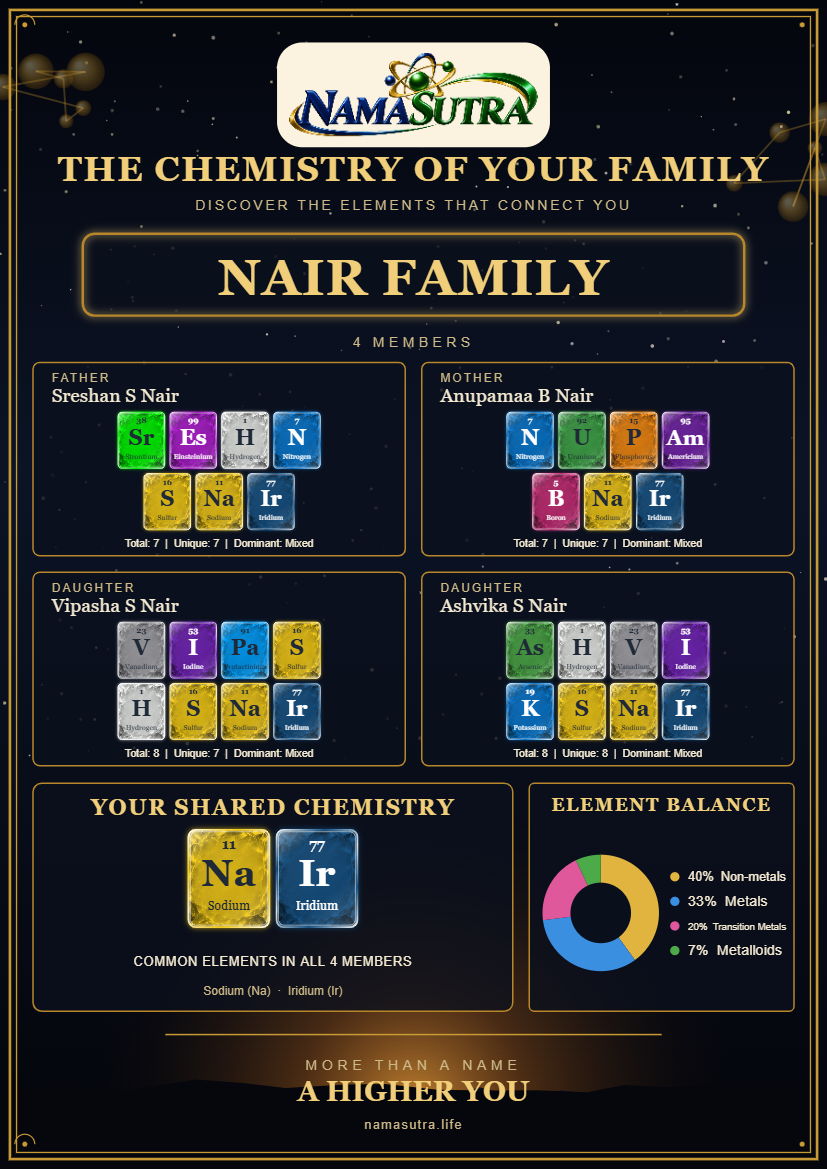 NAMASUTRA
THE CHEMISTRY OF YOUR FAMILY
DISCOVER THE ELEMENTS THAT CONNECT YOU
NAIR FAMILY
4 MEMBERS
FATHER
Sreshan S Nair
38 99 1 7
Sr Es H N
Strontium Einsteinium Hydrogen Nitrogen
16 11 77
S Na Ir
Sulfur Sodium Iridium
Total: 7 | Unique: 7 | Dominant: Mixed
MOTHER
Anupamaa B Nair
7 92 15 95
N U P Am
Nitrogen Uranium Phosphorus Americium
5 11 77
B Na Ir
Boron Sodium Iridium
Total: 7 | Unique: 7 | Dominant: Mixed
DAUGHTER
Vipasha S Nair
23 53 91 16
V I Pa S
Vanadium Iodine Protactinium Sulfur
1 16 11 77
H S Na Ir
Hydrogen Sulfur Sodium Iridium
Total: 8 | Unique: 7 | Dominant: Mixed
DAUGHTER
Ashvika S Nair
33 1 23 53
As H V I
Arsenic Hydrogen Vanadium Iodine
19 16 11 77
K S Na Ir
Potassium Sulfur Sodium Iridium
Total: 8 | Unique: 8 | Dominant: Mixed
YOUR SHARED CHEMISTRY
11 77
Na Ir
Sodium Iridium
COMMON ELEMENTS IN ALL 4 MEMBERS
Sodium (Na) · Iridium (Ir)
ELEMENT BALANCE
40% Non-metals
33% Metals
20% Transition Metals
7% Metalloids
MORE THAN A NAME
A HIGHER YOU
namasutra.life